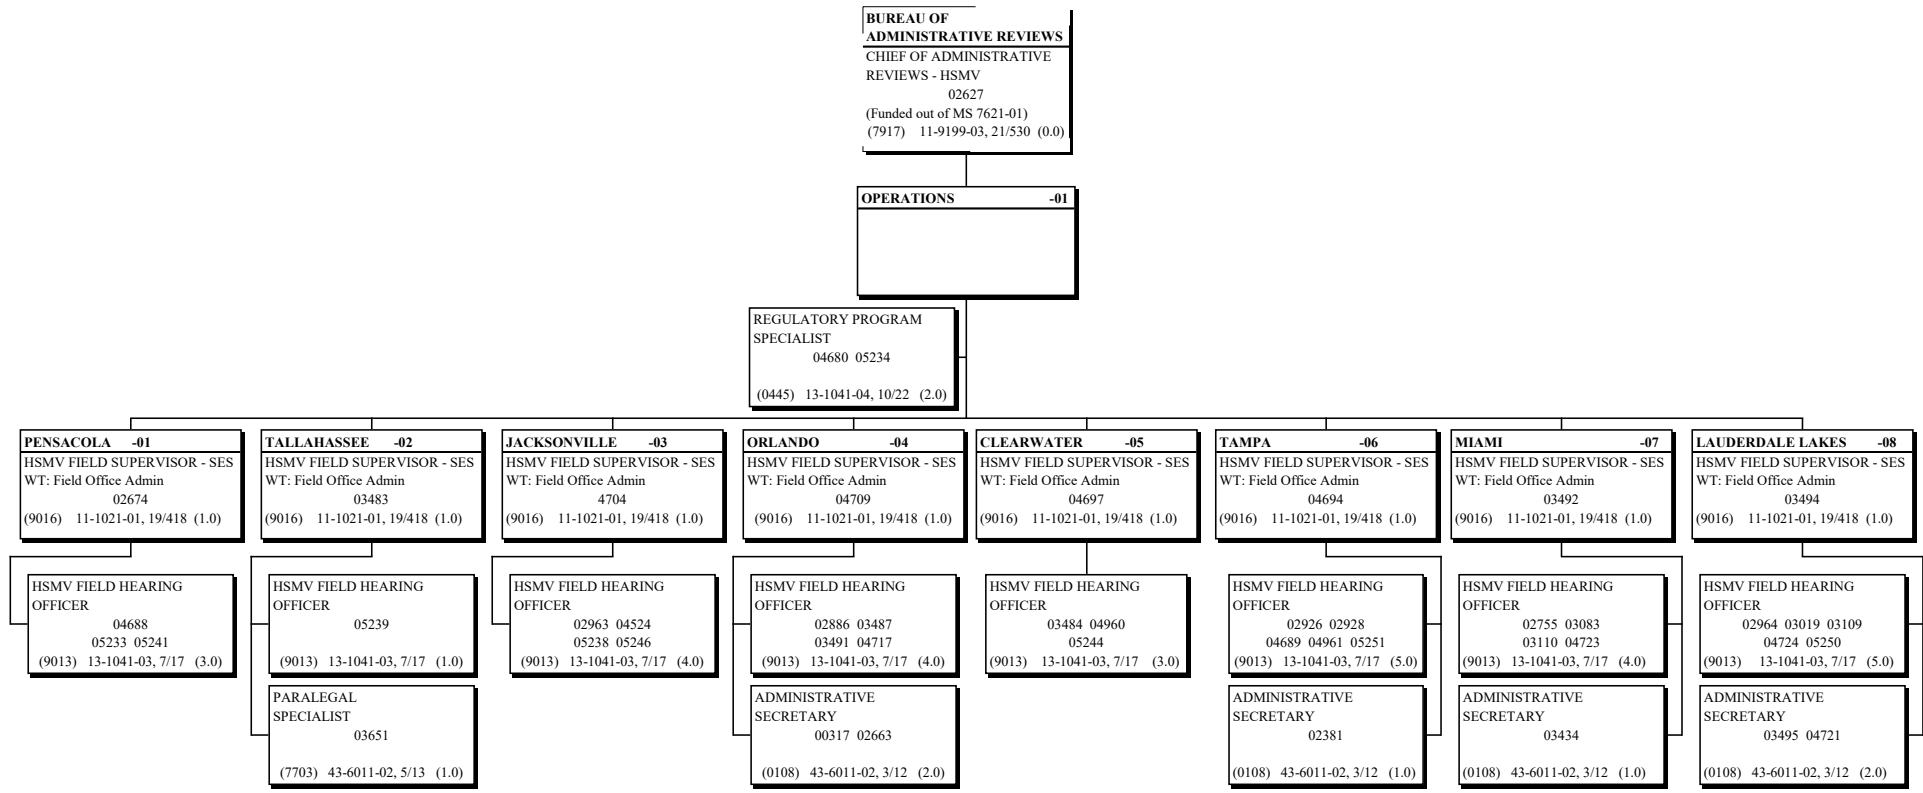 BUREAU OF
ADMINISTRATIVE REVIEWS
CHIEF OF ADMINISTRATIVE
REVIEWS - HSMV
02627
(Funded out of MS 7621-01)
(7917) 11-9199-03, 21/530 (0.0)
OPERATIONS -01
REGULATORY PROGRAM
SPECIALIST
04680 05234
(0445) 13-1041-04, 10/22 (2.0)
PENSACOLA -01
HSMV FIELD SUPERVISOR - SES
WT: Field Office Admin
02674
(9016) 11-1021-01, 19/418 (1.0)
HSMV FIELD HEARING
OFFICER
04688
05233 05241
(9013) 13-1041-03, 7/17 (3.0)
TALLAHASSEE -02
HSMV FIELD SUPERVISOR - SES
WT: Field Office Admin
03483
(9016) 11-1021-01, 19/418 (1.0)
HSMV FIELD HEARING
OFFICER
05239
(9013) 13-1041-03, 7/17 (1.0)
PARALEGAL
SPECIALIST
03651
(7703) 43-6011-02, 5/13 (1.0)
JACKSONVILLE -03
HSMV FIELD SUPERVISOR - SES
WT: Field Office Admin
4704
(9016) 11-1021-01, 19/418 (1.0)
HSMV FIELD HEARING
OFFICER
02963 04524
05238 05246
(9013) 13-1041-03, 7/17 (4.0)
ORLANDO -04
HSMV FIELD SUPERVISOR - SES
WT: Field Office Admin
04709
(9016) 11-1021-01, 19/418 (1.0)
HSMV FIELD HEARING
OFFICER
02886 03487
03491 04717
(9013) 13-1041-03, 7/17 (4.0)
ADMINISTRATIVE
SECRETARY
00317 02663
(0108) 43-6011-02, 3/12 (2.0)
CLEARWATER -05
HSMV FIELD SUPERVISOR - SES
WT: Field Office Admin
04697
(9016) 11-1021-01, 19/418 (1.0)
HSMV FIELD HEARING
OFFICER
03484 04960
05244
(9013) 13-1041-03, 7/17 (3.0)
TAMPA -06
HSMV FIELD SUPERVISOR - SES
WT: Field Office Admin
04694
(9016) 11-1021-01, 19/418 (1.0)
HSMV FIELD HEARING
OFFICER
02926 02928
04689 04961 05251
(9013) 13-1041-03, 7/17 (5.0)
ADMINISTRATIVE
SECRETARY
02381
(0108) 43-6011-02, 3/12 (1.0)
MIAMI -07
HSMV FIELD SUPERVISOR - SES
WT: Field Office Admin
03492
(9016) 11-1021-01, 19/418 (1.0)
HSMV FIELD HEARING
OFFICER
02755 03083
03110 04723
(9013) 13-1041-03, 7/17 (4.0)
ADMINISTRATIVE
SECRETARY
03434
(0108) 43-6011-02, 3/12 (1.0)
LAUDERDALE LAKES -08
HSMV FIELD SUPERVISOR - SES
WT: Field Office Admin
03494
(9016) 11-1021-01, 19/418 (1.0)
HSMV FIELD HEARING
OFFICER
02964 03019 03109
04724 05250
(9013) 13-1041-03, 7/17 (5.0)
ADMINISTRATIVE
SECRETARY
03495 04721
(0108) 43-6011-02, 3/12 (2.0)